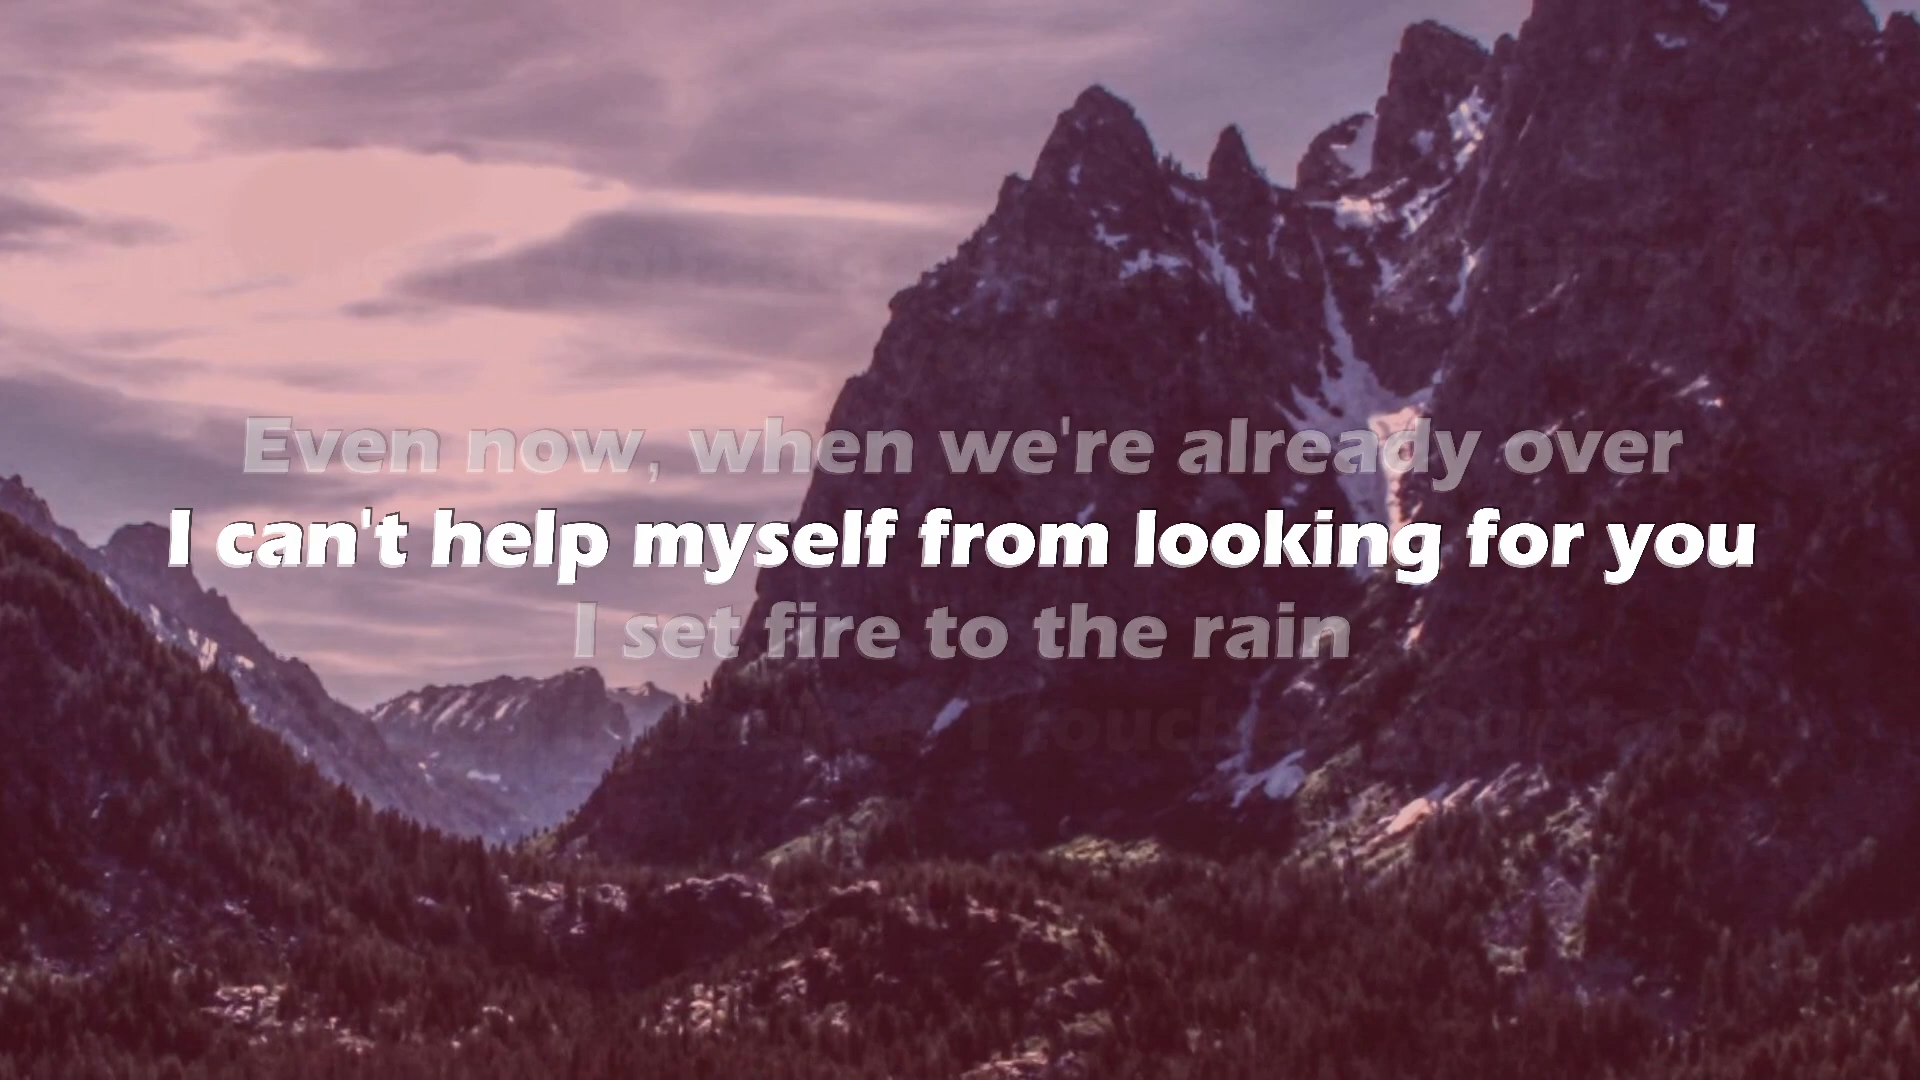 Even now, when we're already over
I can't help myself from looking for you
I set fire to the rain